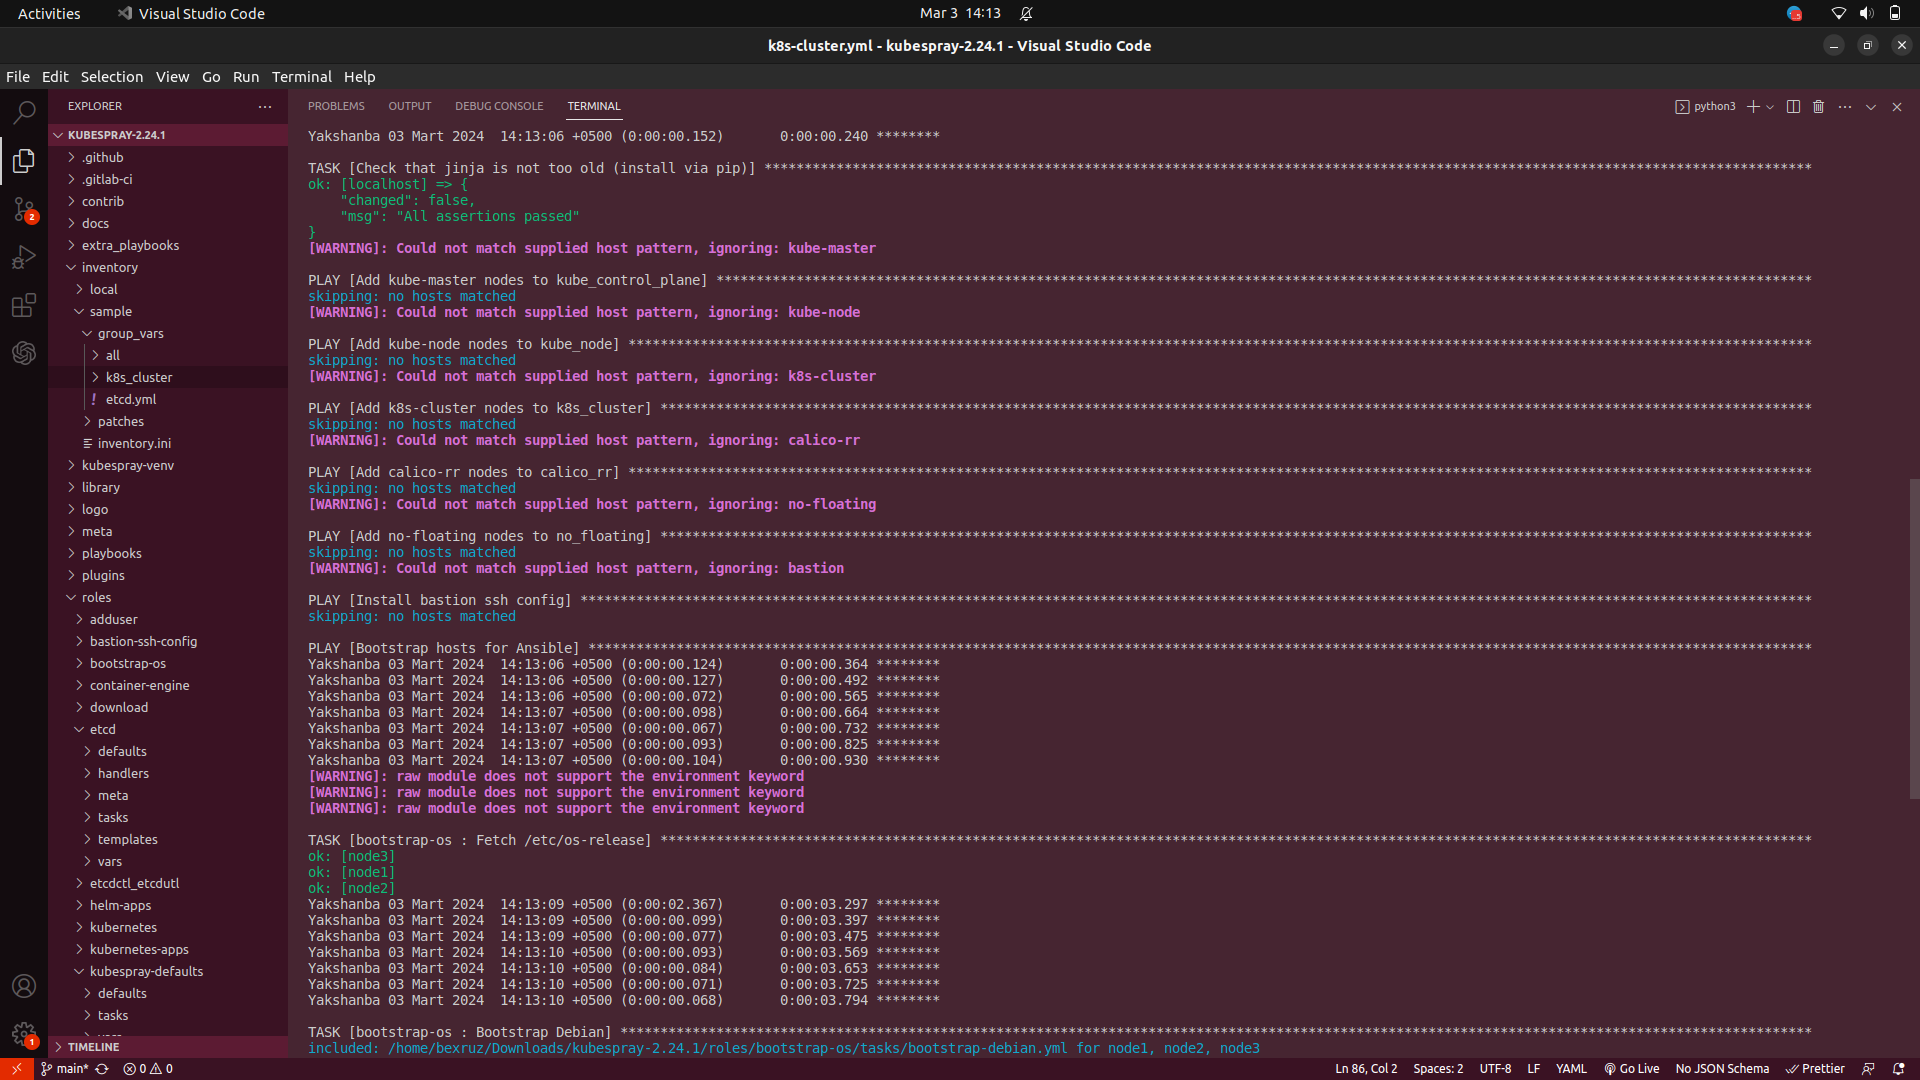 Activities
Visual Studio Code
Mar 3 14:13
k8s-cluster.yml - kubespray-2.24.1 - Visual Studio Code
File Edit Selection View Go Run Terminal Help
EXPLORER
KUBESPRAY-2.24.1
.github
.gitlab-ci
contrib
docs
extra_playbooks
inventory
local
sample
group_vars
all
k8s_cluster
! etcd.yml
patches
inventory.ini
kubespray-venv
library
logo
meta
playbooks
plugins
roles
adduser
bastion-ssh-config
bootstrap-os
container-engine
download
etcd
defaults
handlers
meta
tasks
templates
vars
etcdctl_etcdutl
helm-apps
kubernetes
kubernetes-apps
kubespray-defaults
defaults
tasks
TIMELINE
2
1
PROBLEMS OUTPUT DEBUG CONSOLE TERMINAL
python3
Yakshanba 03 Mart 2024 14:13:06 +0500 (0:00:00.152) 0:00:00.240 ********
TASK [Check that jinja is not too old (install via pip)] ***********************************************************************************************************************************
ok: [localhost] => {
"changed": false,
"msg": "All assertions passed"
}
[WARNING]: Could not match supplied host pattern, ignoring: kube-master
PLAY [Add kube-master nodes to kube_control_plane] *****************************************************************************************************************************************
skipping: no hosts matched
[WARNING]: Could not match supplied host pattern, ignoring: kube-node
PLAY [Add kube-node nodes to kube_node] ****************************************************************************************************************************************************
skipping: no hosts matched
[WARNING]: Could not match supplied host pattern, ignoring: k8s-cluster
PLAY [Add k8s-cluster nodes to k8s_cluster] ************************************************************************************************************************************************
skipping: no hosts matched
[WARNING]: Could not match supplied host pattern, ignoring: calico-rr
PLAY [Add calico-rr nodes to calico_rr] ****************************************************************************************************************************************************
skipping: no hosts matched
[WARNING]: Could not match supplied host pattern, ignoring: no-floating
PLAY [Add no-floating nodes to no_floating] ************************************************************************************************************************************************
skipping: no hosts matched
[WARNING]: Could not match supplied host pattern, ignoring: bastion
PLAY [Install bastion ssh config] **********************************************************************************************************************************************************
skipping: no hosts matched
PLAY [Bootstrap hosts for Ansible] *********************************************************************************************************************************************************
Yakshanba 03 Mart 2024 14:13:06 +0500 (0:00:00.124) 0:00:00.364 ********
Yakshanba 03 Mart 2024 14:13:06 +0500 (0:00:00.127) 0:00:00.492 ********
Yakshanba 03 Mart 2024 14:13:06 +0500 (0:00:00.072) 0:00:00.565 ********
Yakshanba 03 Mart 2024 14:13:07 +0500 (0:00:00.098) 0:00:00.664 ********
Yakshanba 03 Mart 2024 14:13:07 +0500 (0:00:00.067) 0:00:00.732 ********
Yakshanba 03 Mart 2024 14:13:07 +0500 (0:00:00.093) 0:00:00.825 ********
Yakshanba 03 Mart 2024 14:13:07 +0500 (0:00:00.104) 0:00:00.930 ********
[WARNING]: raw module does not support the environment keyword
[WARNING]: raw module does not support the environment keyword
[WARNING]: raw module does not support the environment keyword
TASK [bootstrap-os : Fetch /etc/os-release] ************************************************************************************************************************************************
ok: [node3]
ok: [node1]
ok: [node2]
Yakshanba 03 Mart 2024 14:13:09 +0500 (0:00:02.367) 0:00:03.297 ********
Yakshanba 03 Mart 2024 14:13:09 +0500 (0:00:00.099) 0:00:03.397 ********
Yakshanba 03 Mart 2024 14:13:09 +0500 (0:00:00.077) 0:00:03.475 ********
Yakshanba 03 Mart 2024 14:13:10 +0500 (0:00:00.093) 0:00:03.569 ********
Yakshanba 03 Mart 2024 14:13:10 +0500 (0:00:00.084) 0:00:03.653 ********
Yakshanba 03 Mart 2024 14:13:10 +0500 (0:00:00.071) 0:00:03.725 ********
Yakshanba 03 Mart 2024 14:13:10 +0500 (0:00:00.068) 0:00:03.794 ********
TASK [bootstrap-os : Bootstrap Debian] *****************************************************************************************************************************************************
included: /home/bexruz/Downloads/kubespray-2.24.1/roles/bootstrap-os/tasks/bootstrap-debian.yml for node1, node2, node3
main* 0 0 Ln 86, Col 2 Spaces: 2 UTF-8 LF YAML Go Live No JSON Schema Prettier